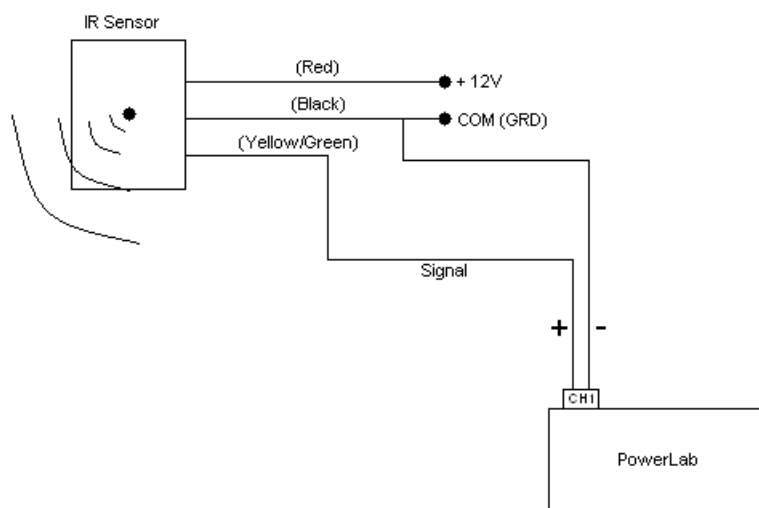 IR Sensor
(Red)
+ 12V
(Black)
COM (GRD)
(Yellow/Green)
Signal
+ -
CH1
PowerLab